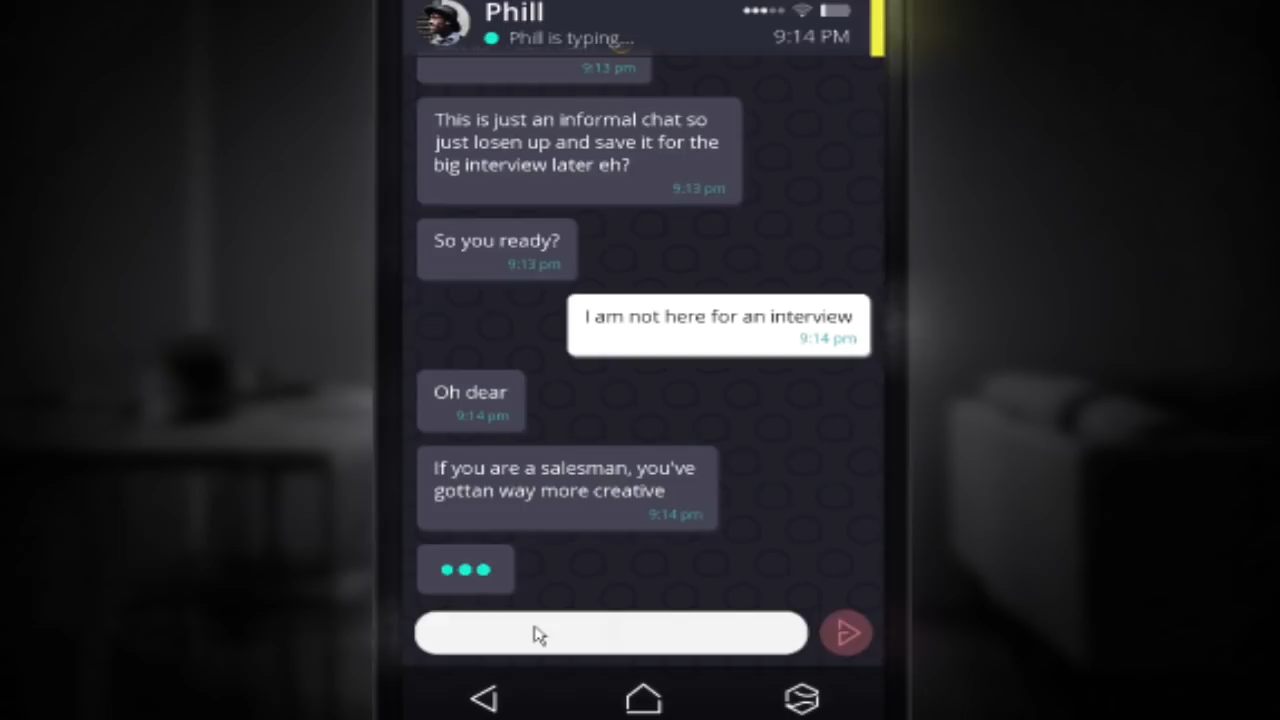 Phill
Phill is typing...
9:14 PM
9:13 pm
This is just an informal chat so
just losen up and save it for the
big interview later eh?
9:13 pm
So you ready?
9:13 pm
I am not here for an interview
9:14 pm
Oh dear
9:14 pm
If you are a salesman, you've
gottan way more creative
9:14 pm